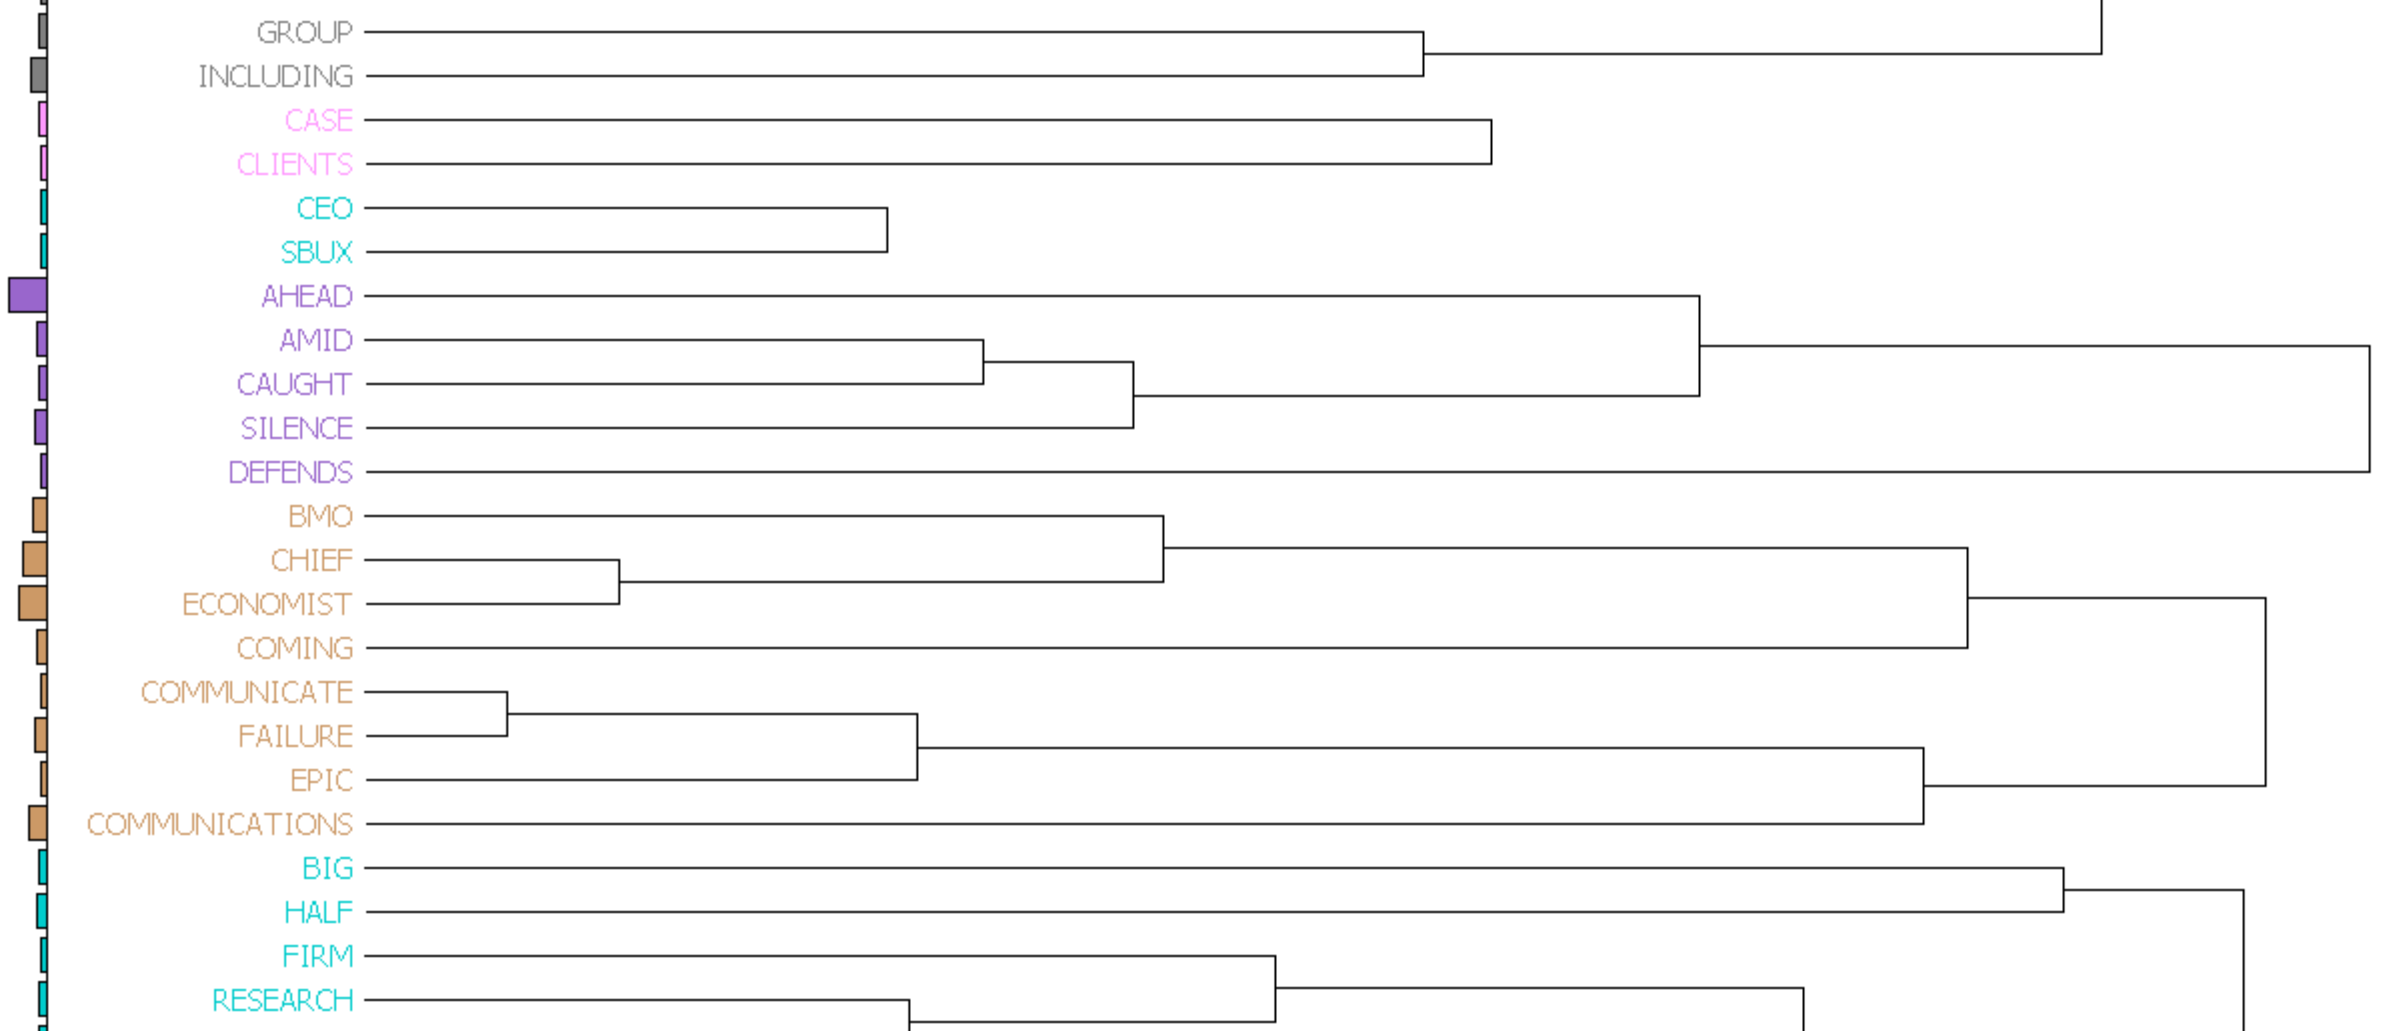 GROUP
INCLUDING
CASE
CLIENTS
CEO
SBUX
AHEAD
AMID
CAUGHT
SILENCE
DEFENDS
BMO
CHIEF
ECONOMIST
COMING
COMMUNICATE
FAILURE
EPIC
COMMUNICATIONS
BIG
HALF
FIRM
RESEARCH